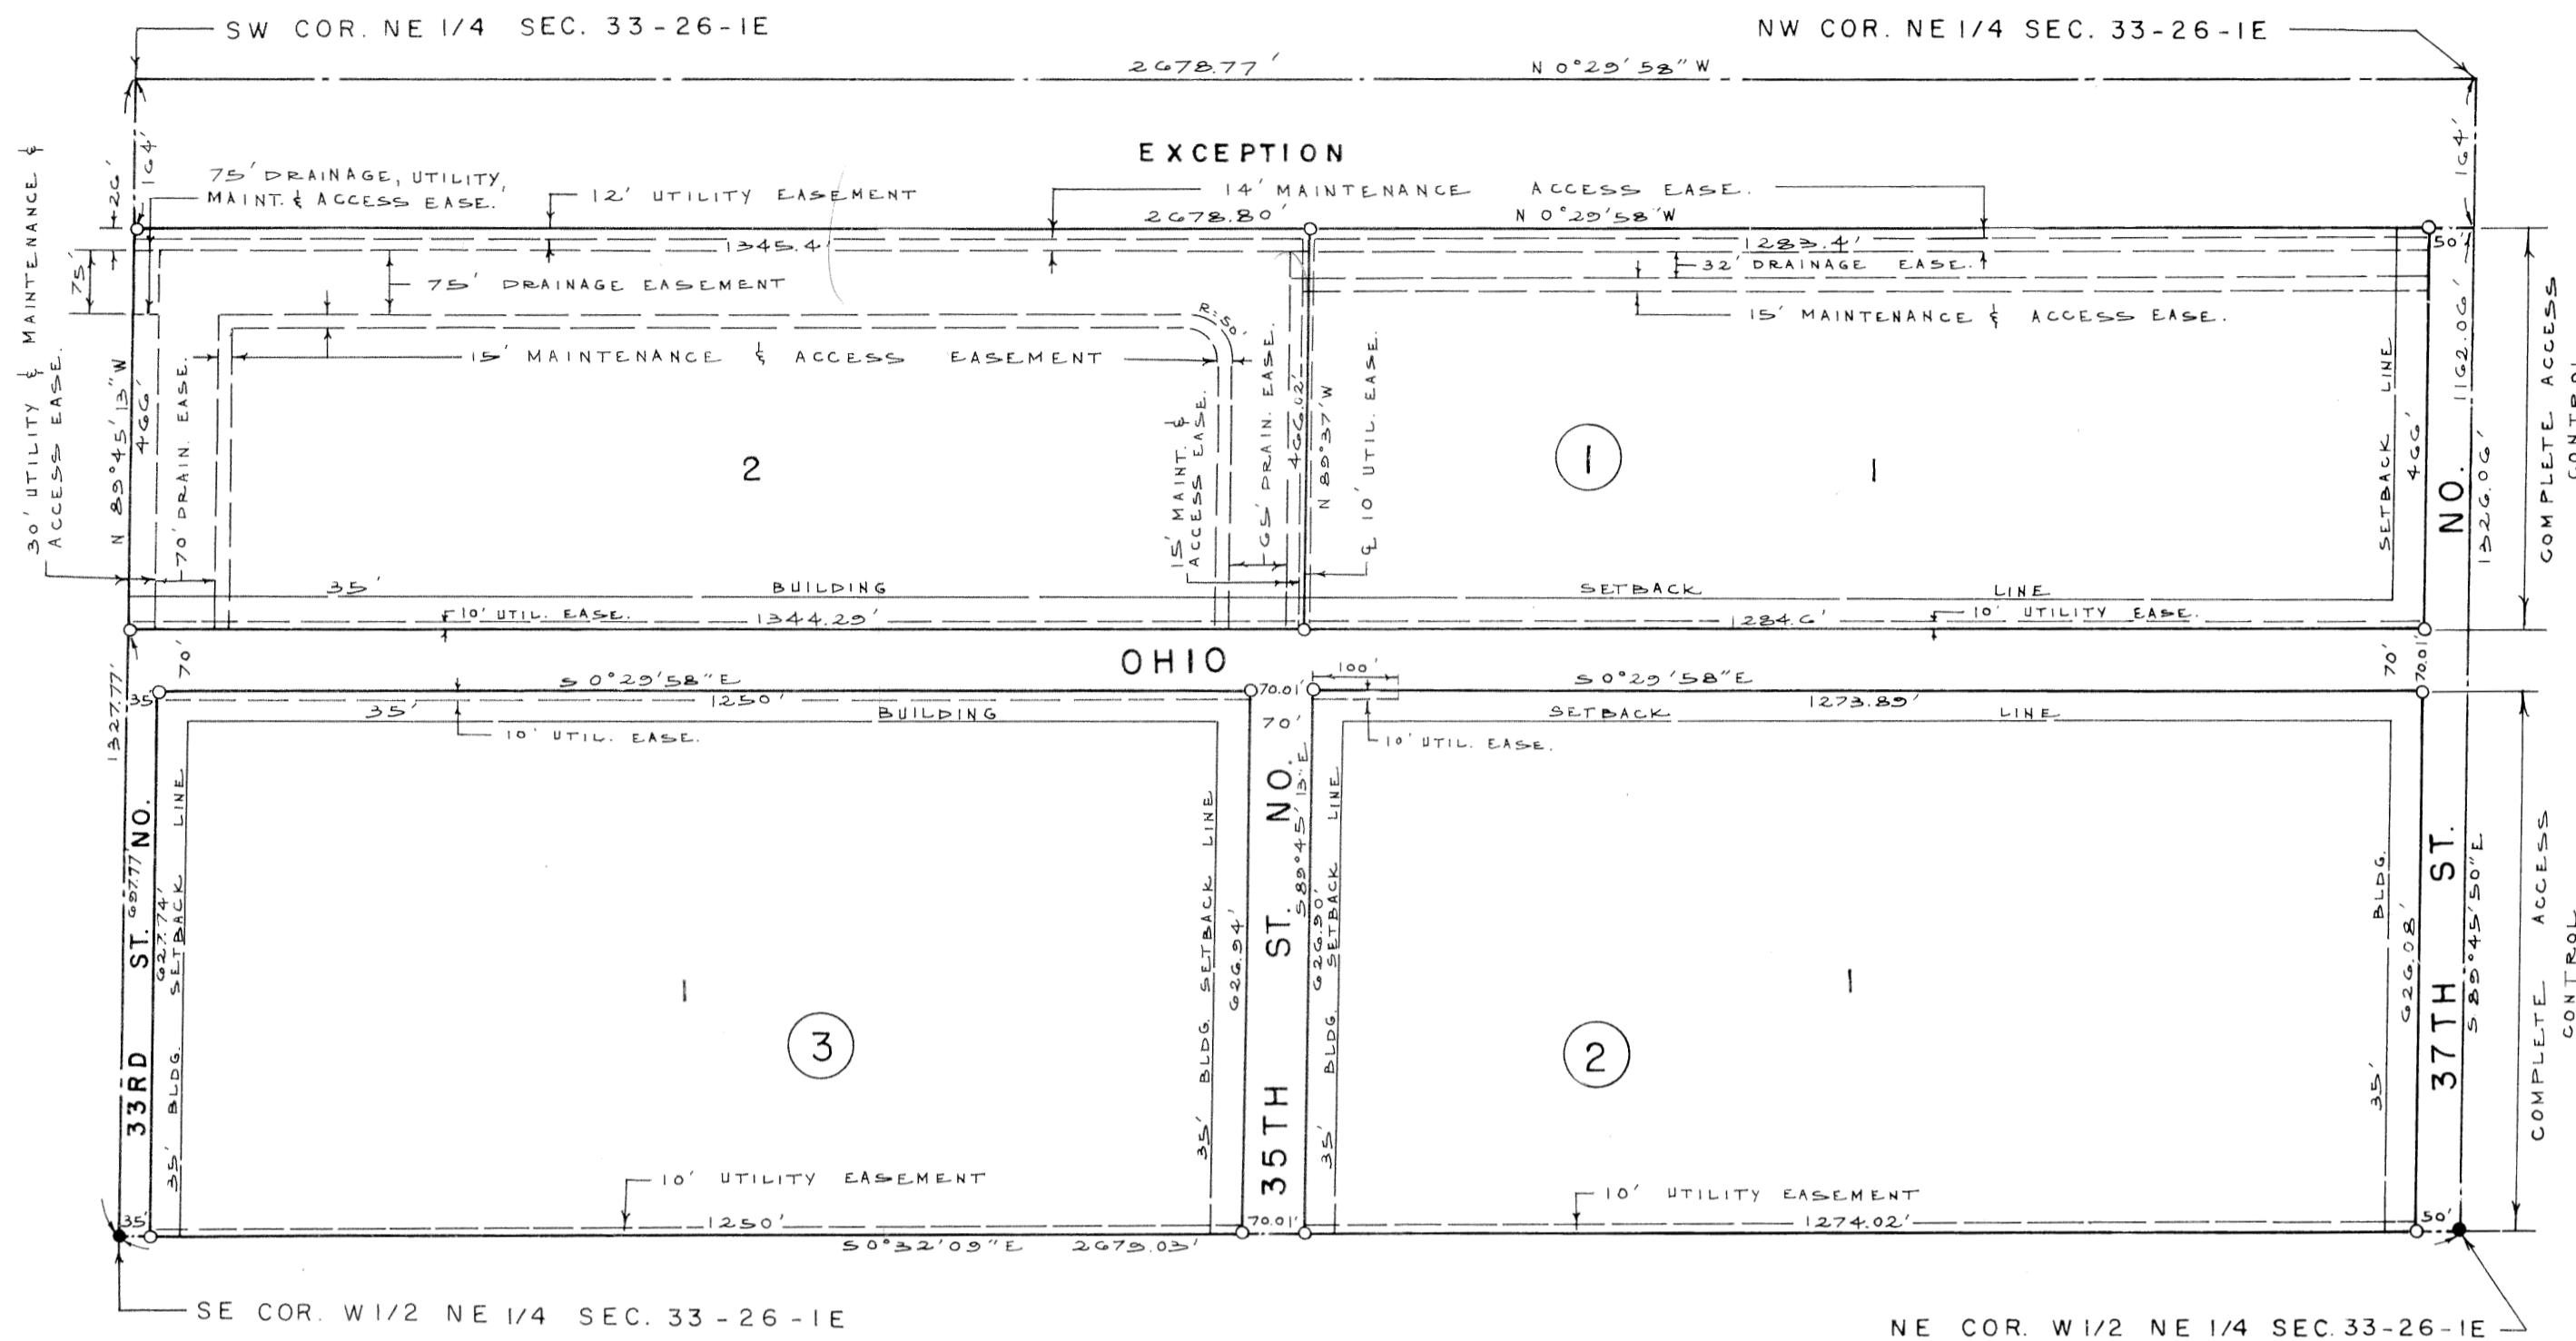 SW COR. NE 1/4 SEC. 33-26-1E
NW COR. NE 1/4 SEC. 33-26-1E
2678.77'
N 0°29'58" W
EXCEPTION
164'
26'
164'
75' DRAINAGE, UTILITY,
MAINT. & ACCESS EASE.
12' UTILITY EASEMENT
14' MAINTENANCE ACCESS EASE.
2678.80'
N 0°29'58" W
1345.4'
1283.4'
50'
75'
75' DRAINAGE EASEMENT
32' DRAINAGE EASE.
15' MAINTENANCE & ACCESS EASE.
R=50'
15' MAINTENANCE & ACCESS EASEMENT
30' UTILITY & MAINTENANCE &
ACCESS EASE.
N 89°45'13" W
466'
70' DRAIN. EASE.
2
15' MAINT. &
ACCESS EASE.
65' DRAIN. EASE.
466.02'
N 89°37' W
℄ 10' UTIL. EASE.
1
1
SETBACK LINE
466'
NO.
1162.06'
1326.06'
COMPLETE ACCESS
CONTROL
35' BUILDING SETBACK LINE
10' UTIL. EASE.
1344.29'
1284.6'
10' UTILITY EASE.
OHIO
70'
70'
70.01'
1327.77'
35'
S 0°29'58" E
1250'
70.01'
100'
S 0°29'58" E
1273.89'
35' BUILDING SETBACK LINE
10' UTIL. EASE.
70'
10' UTIL. EASE.
33RD ST. NO.
697.77'
627.74'
35' BLDG. SETBACK LINE
1
3
35' BLDG. SETBACK LINE
626.94'
35TH ST. NO.
S 89°45'13" E
626.90'
35' BLDG. SETBACK LINE
1
2
35' BLDG.
626.08'
37TH ST.
S 89°45'50" E
COMPLETE ACCESS
CONTROL
10' UTILITY EASEMENT
10' UTILITY EASEMENT
35'
1250'
70.01'
1274.02'
50'
S 0°32'09" E 2679.03'
SE COR. W1/2 NE 1/4 SEC. 33-26-1E
NE COR. W1/2 NE 1/4 SEC. 33-26-1E